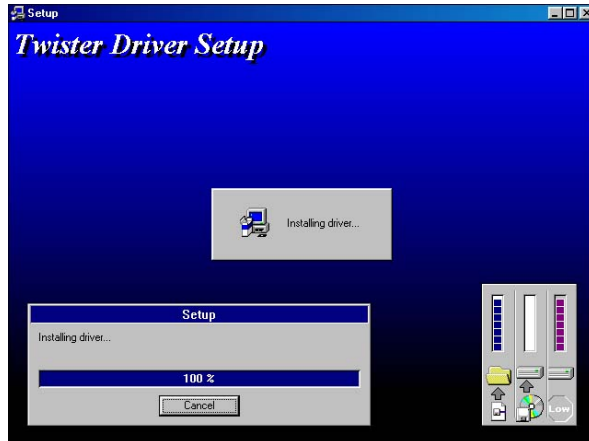 Setup
Twister Driver Setup
Installing driver...
Setup
Installing driver...
100 %
Cancel
Low